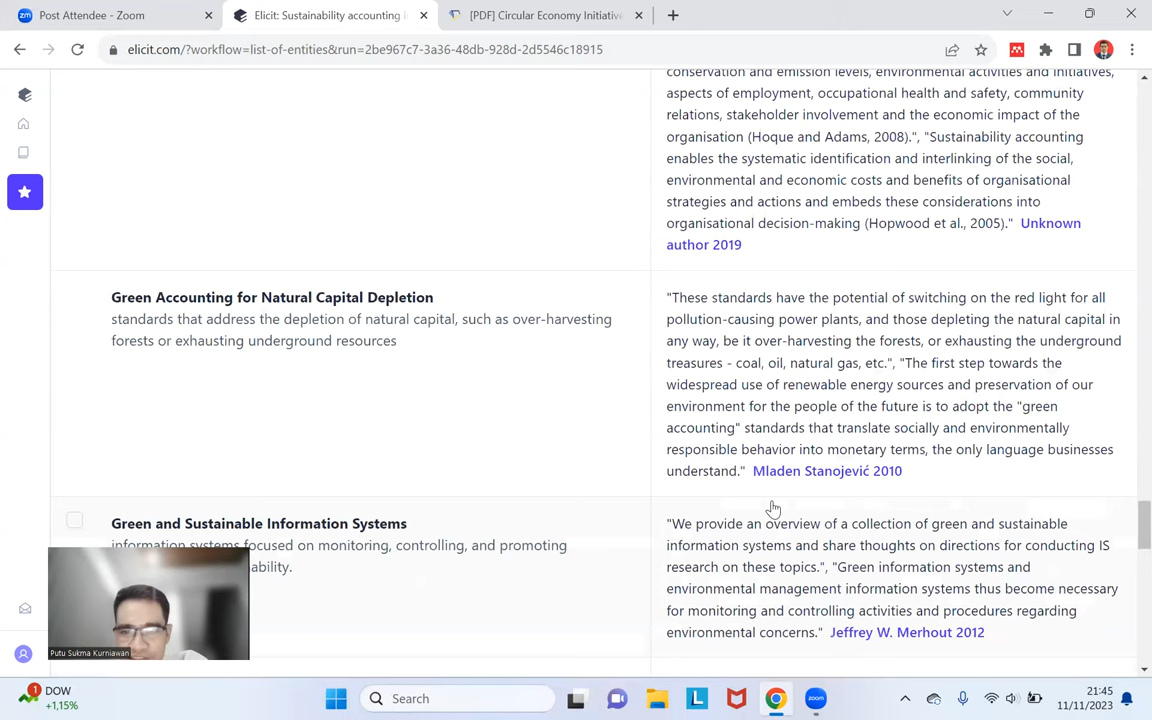 Post Attendee - Zoom
Elicit: Sustainability accounting i
[PDF] Circular Economy Initiative
elicit.com/?workflow=list-of-entities&run=2be967c7-3a36-48db-928d-2d5546c18915
conservation and emission levels, environmental activities and initiatives,
aspects of employment, occupational health and safety, community
relations, stakeholder involvement and the economic impact of the
organisation (Hoque and Adams, 2008).", "Sustainability accounting
enables the systematic identification and interlinking of the social,
environmental and economic costs and benefits of organisational
strategies and actions and embeds these considerations into
organisational decision-making (Hopwood et al., 2005)." Unknown
author 2019
Green Accounting for Natural Capital Depletion
standards that address the depletion of natural capital, such as over-harvesting
forests or exhausting underground resources
"These standards have the potential of switching on the red light for all
pollution-causing power plants, and those depleting the natural capital in
any way, be it over-harvesting the forests, or exhausting the underground
treasures - coal, oil, natural gas, etc.", "The first step towards the
widespread use of renewable energy sources and preservation of our
environment for the people of the future is to adopt the "green
accounting" standards that translate socially and environmentally
responsible behavior into monetary terms, the only language businesses
understand." Mladen Stanojević 2010
Green and Sustainable Information Systems
information systems focused on monitoring, controlling, and promoting
ability.
"We provide an overview of a collection of green and sustainable
information systems and share thoughts on directions for conducting IS
research on these topics.", "Green information systems and
environmental management information systems thus become necessary
for monitoring and controlling activities and procedures regarding
environmental concerns." Jeffrey W. Merhout 2012
Putu Sukma Kurniawan
1
DOW
+1,15%
Search
21:45
11/11/2023